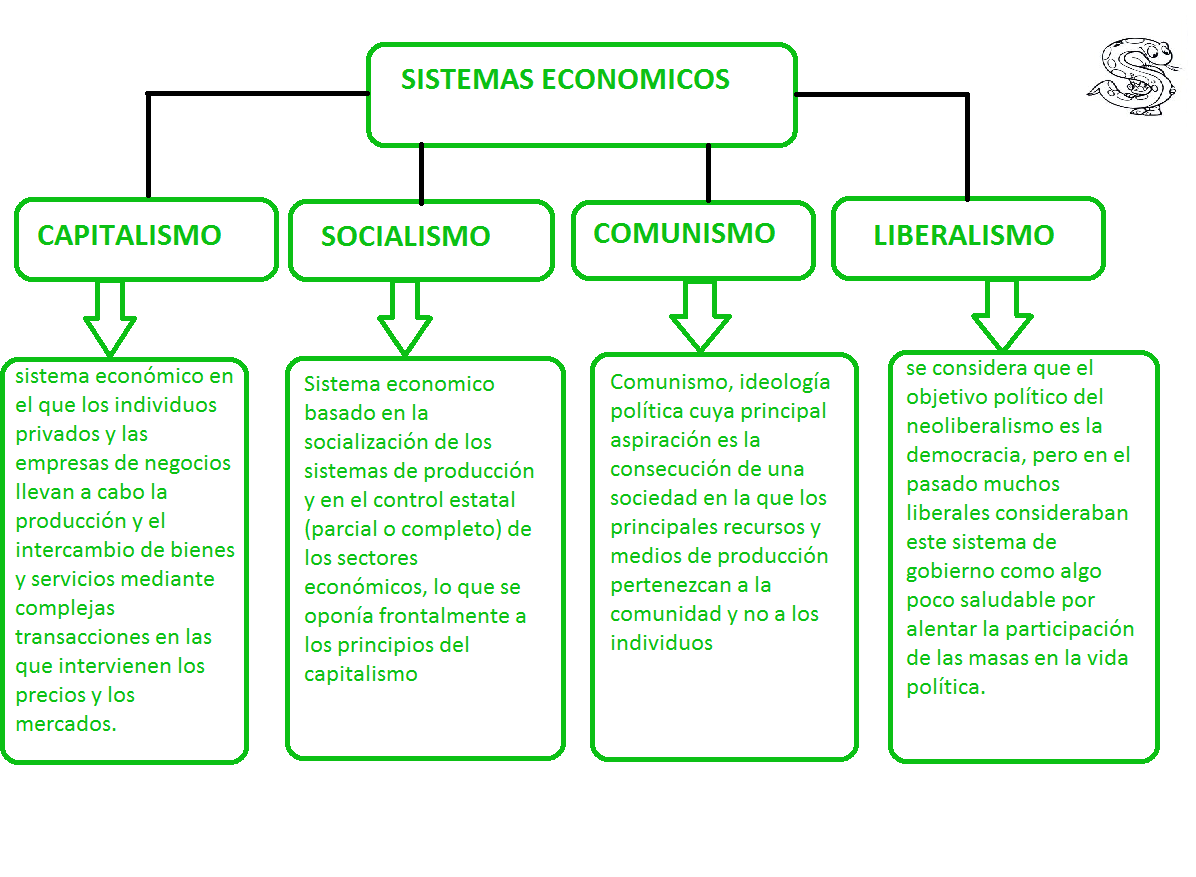 SISTEMAS ECONOMICOS
CAPITALISMO
SOCIALISMO
COMUNISMO
LIBERALISMO
sistema económico en
el que los individuos
privados y las
empresas de negocios
llevan a cabo la
producción y el
intercambio de bienes
y servicios mediante
complejas
transacciones en las
que intervienen los
precios y los
mercados.
Sistema economico
basado en la
socialización de los
sistemas de producción
y en el control estatal
(parcial o completo) de
los sectores
económicos, lo que se
oponía frontalmente a
los principios del
capitalismo
Comunismo, ideología
política cuya principal
aspiración es la
consecución de una
sociedad en la que los
principales recursos y
medios de producción
pertenezcan a la
comunidad y no a los
individuos
se considera que el
objetivo político del
neoliberalismo es la
democracia, pero en el
pasado muchos
liberales consideraban
este sistema de
gobierno como algo
poco saludable por
alentar la participación
de las masas en la vida
política.